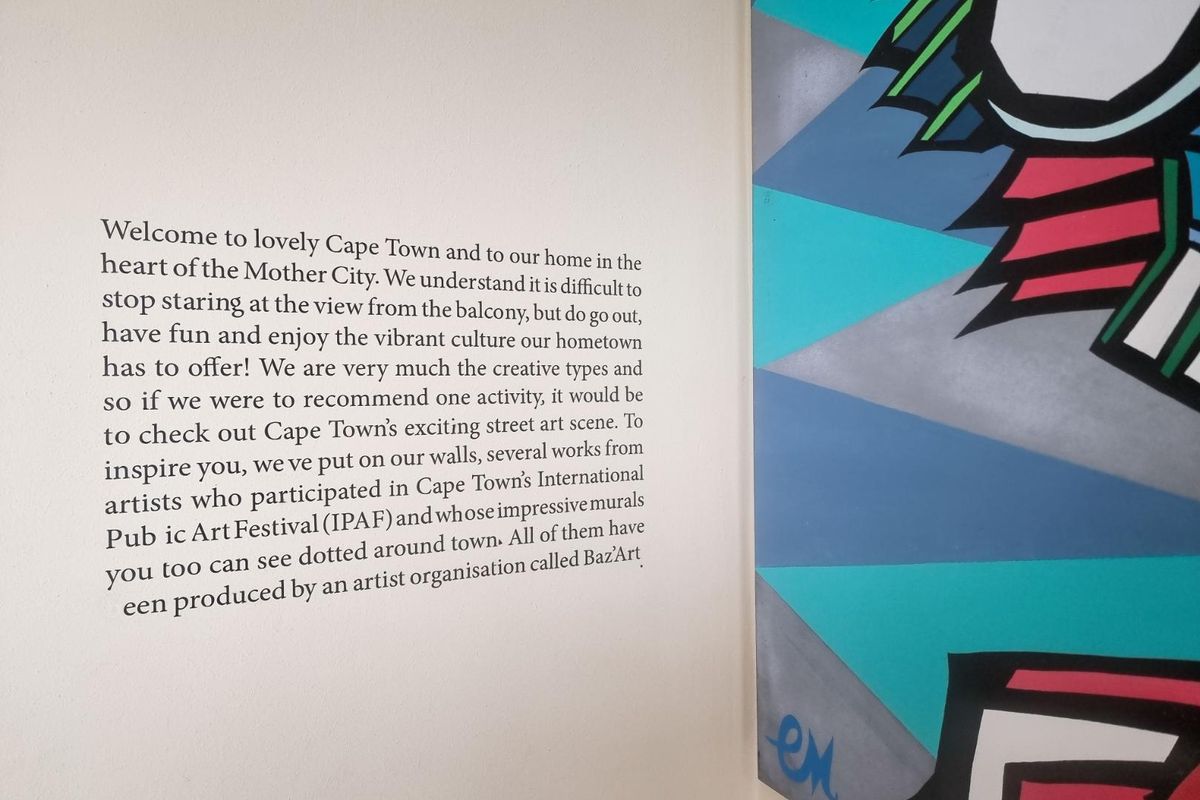 Welcome to lovely Cape Town and to our home in the
heart of the Mother City. We understand it is difficult to
stop staring at the view from the balcony, but do go out,
have fun and enjoy the vibrant culture our hometown
has to offer! We are very much the creative types and
so if we were to recommend one activity, it would be
to check out Cape Town's exciting street art scene. To
inspire you, we ve put on our walls, several works from
artists who participated in Cape Town's International
Pub ic Art Festival (IPAF) and whose impressive murals
you too can see dotted around town. All of them have
een produced by an artist organisation called Baz'Art.
em